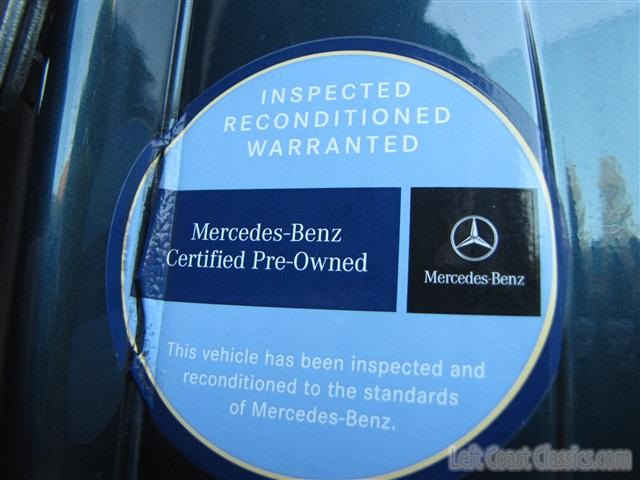 INSPECTED
RECONDITIONED
WARRANTED
Mercedes-Benz
Certified Pre-Owned
Mercedes-Benz
This vehicle has been inspected and
reconditioned to the standards
of Mercedes-Benz.
Left Coast Classics.com